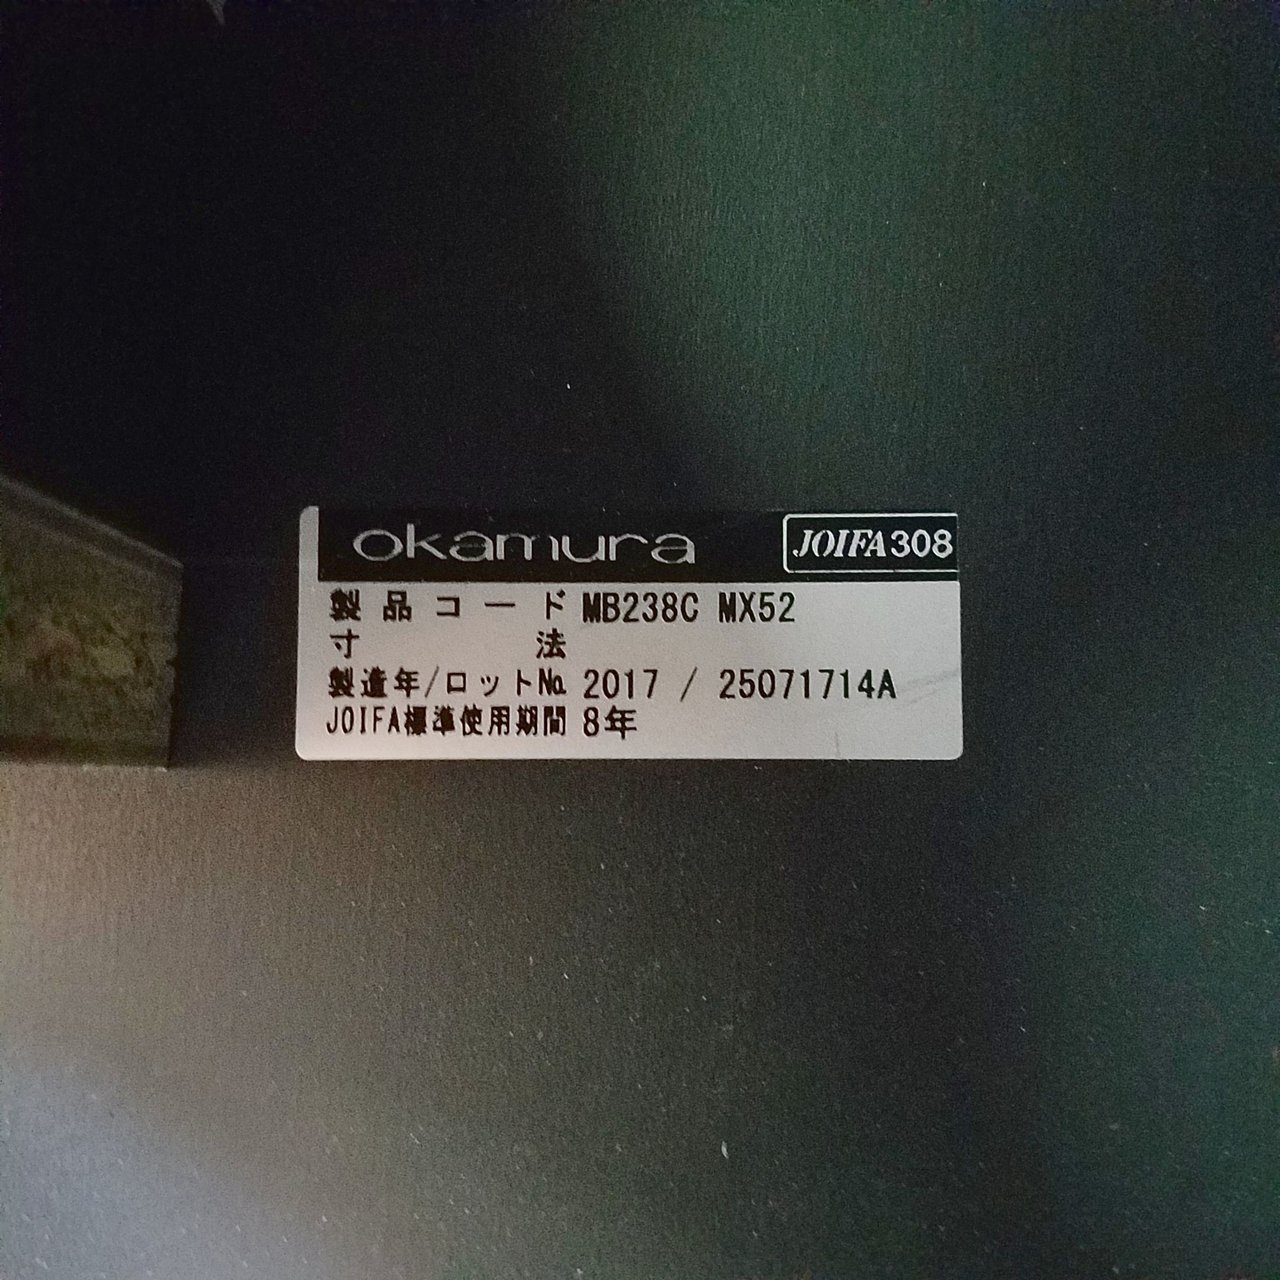 okamura JOIFA308
製品コード MB238C MX52
寸法
製造年/ロットNo. 2017 / 25071714A
JOIFA標準使用期間 8年